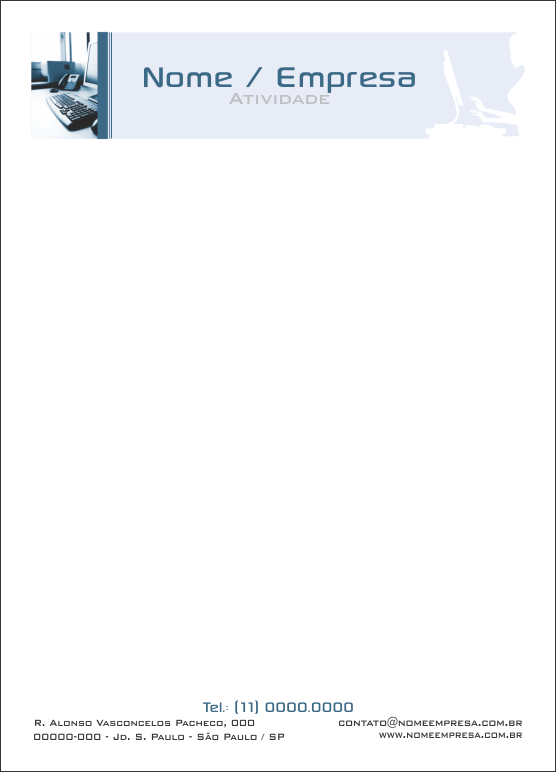 Nome / Empresa
Atividade
Tel.: (11) 0000.0000
R. Alonso Vasconcelos Pacheco, 000
contato@nomeempresa.com.br
00000-000 - Jd. S. Paulo - São Paulo / SP
www.nomeempresa.com.br